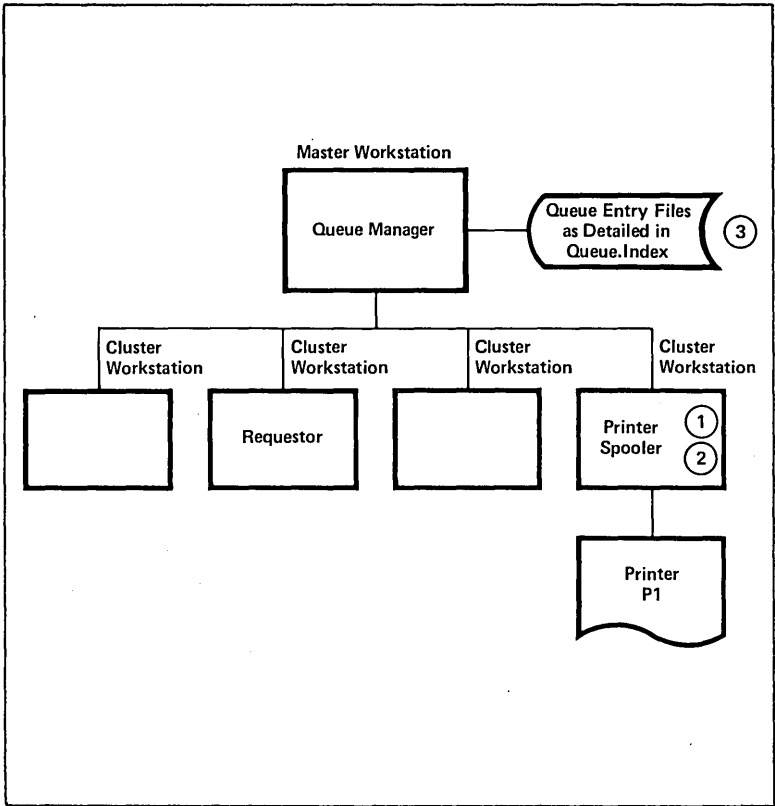 Master Workstation
Queue Manager
Queue Entry Files
as Detailed in
Queue.Index
3
Cluster
Workstation
Cluster
Workstation
Cluster
Workstation
Cluster
Workstation
Requestor
Printer
Spooler
1
2
Printer
P1